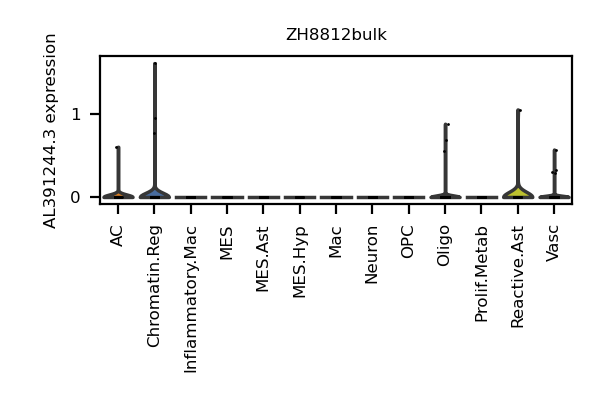 ZH8812bulk
AL391244.3 expression
1
0
AC
Chromatin.Reg
Inflammatory.Mac
MES
MES.Ast
MES.Hyp
Mac
Neuron
OPC
Oligo
Prolif.Metab
Reactive.Ast
Vasc